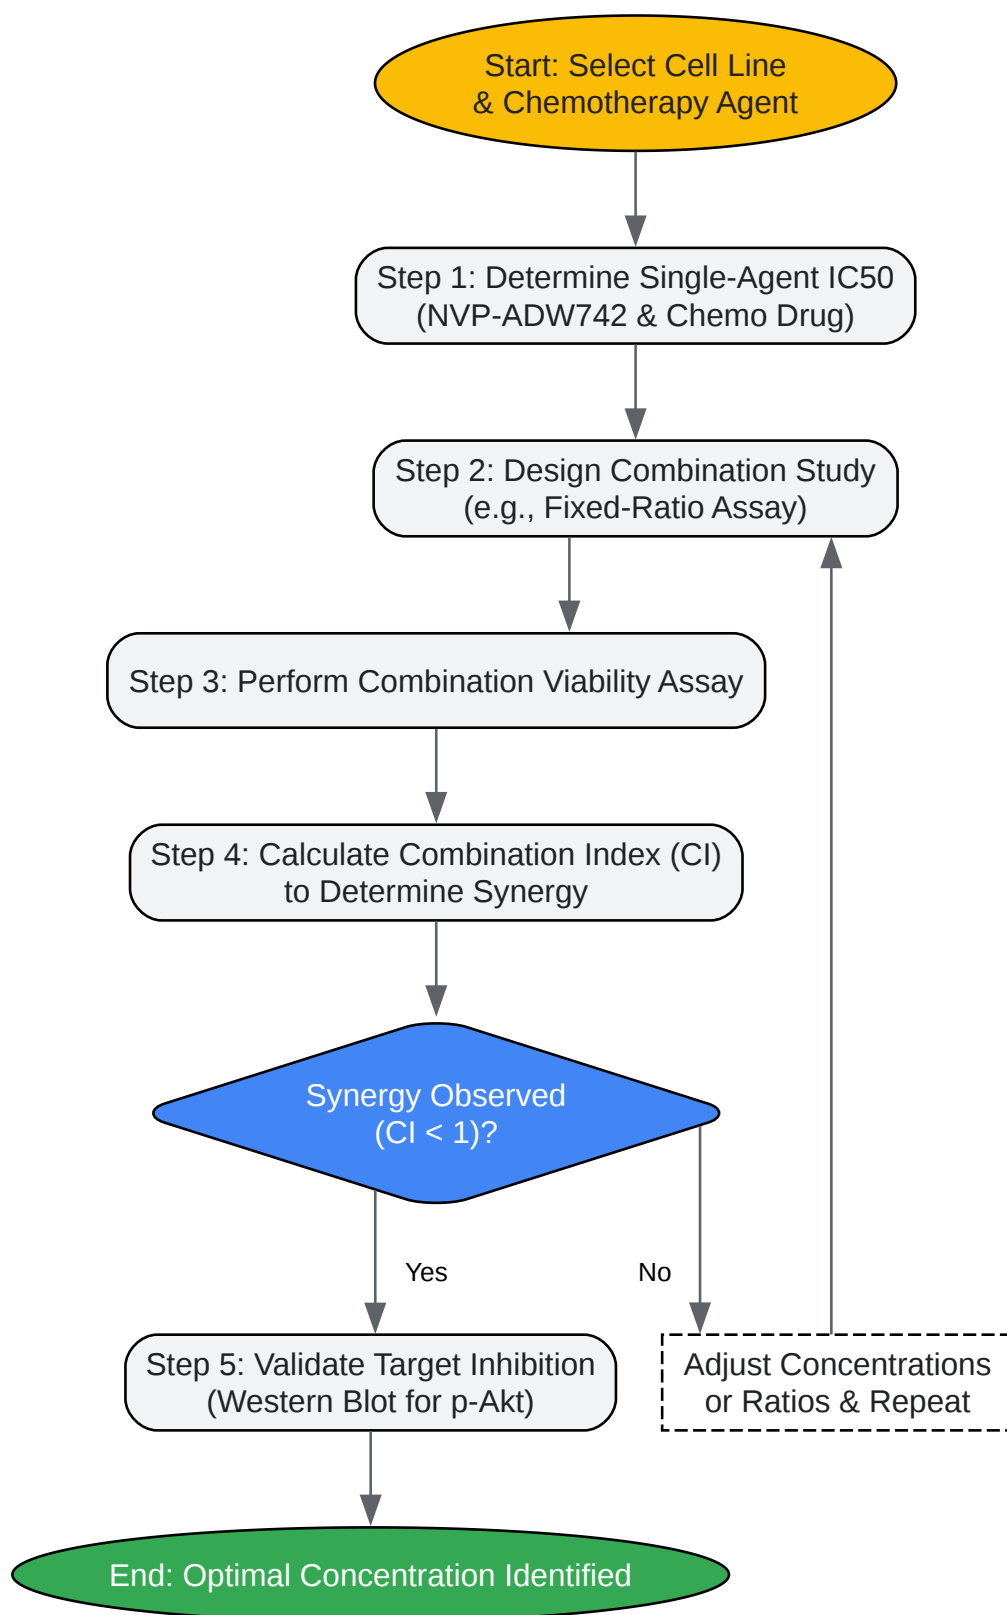 Start: Select Cell Line
& Chemotherapy Agent
Step 1: Determine Single-Agent IC50
(NVP-ADW742 & Chemo Drug)
Step 2: Design Combination Study
(e.g., Fixed-Ratio Assay)
Step 3: Perform Combination Viability Assay
Step 4: Calculate Combination Index (CI)
to Determine Synergy
Synergy Observed
(CI < 1)?
Yes
No
Step 5: Validate Target Inhibition
(Western Blot for p-Akt)
Adjust Concentrations
or Ratios & Repeat
End: Optimal Concentration Identified